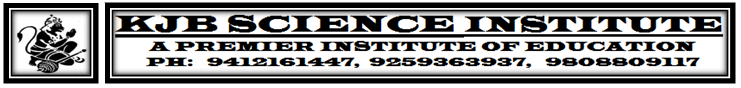 KJB SCIENCE INSTITUTE
A PREMIER INSTITUTE OF EDUCATION
PH: 9412161447, 9259363937, 9808809117